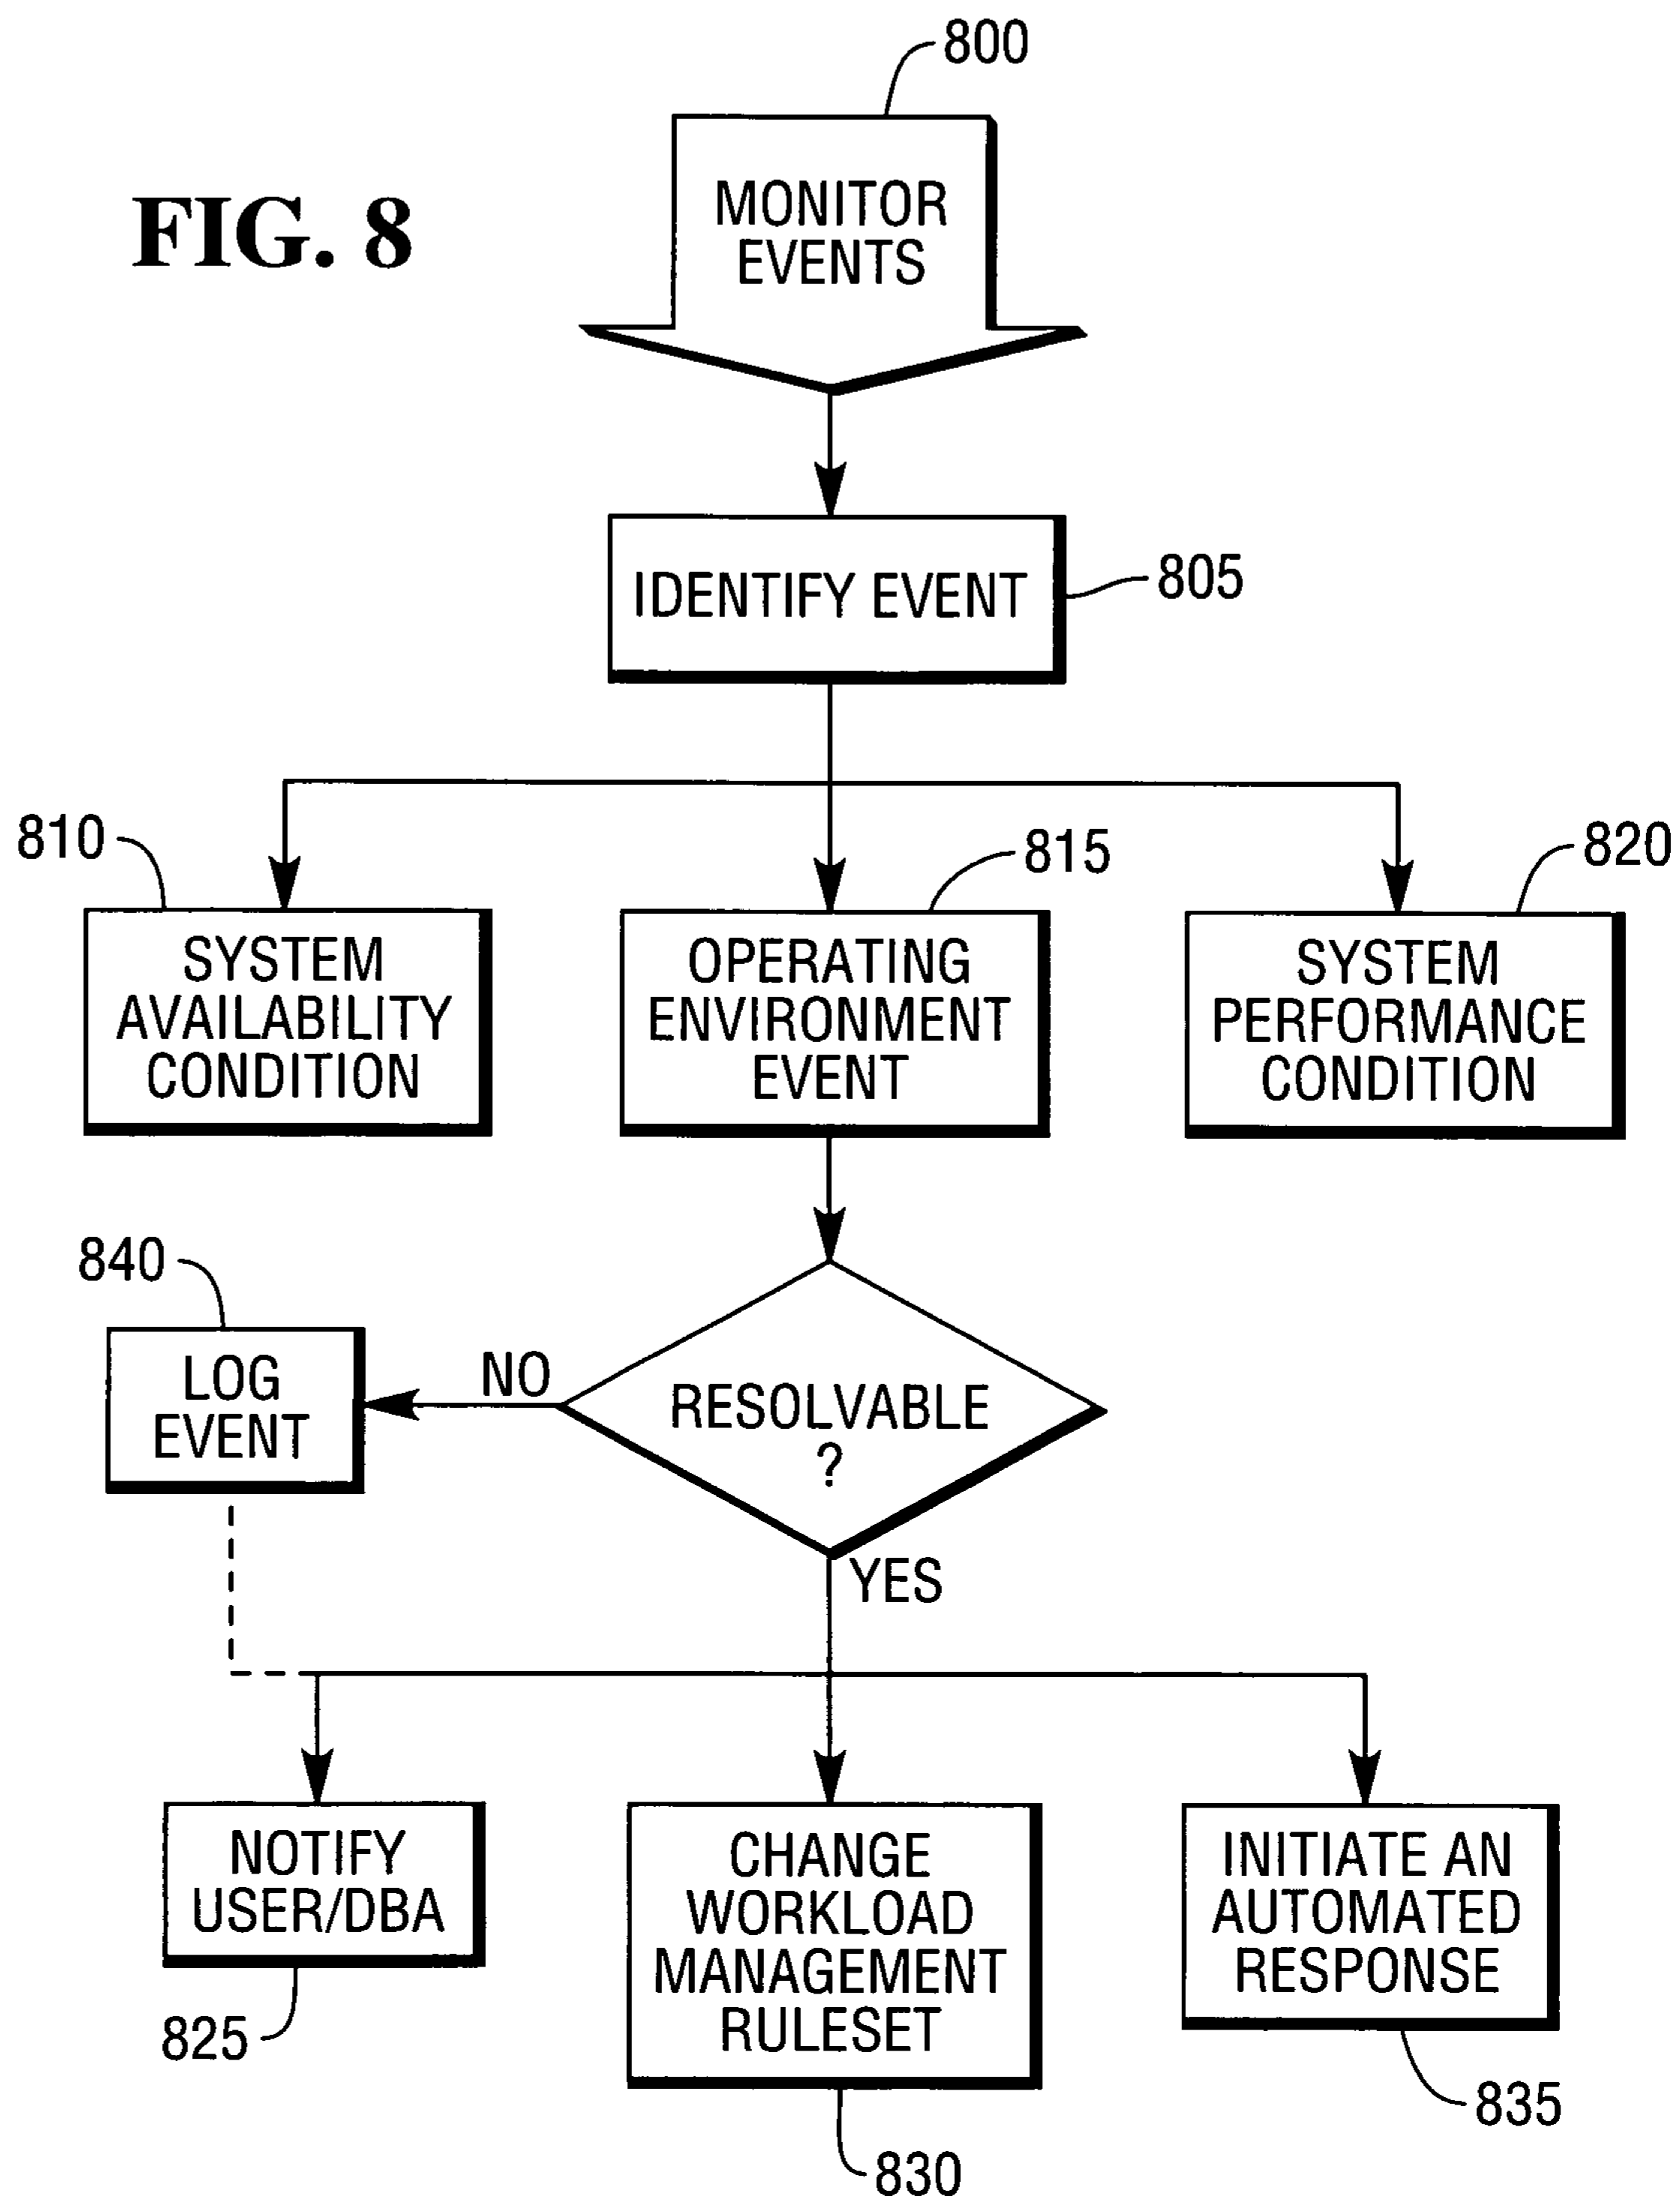 800
FIG. 8
MONITOR
EVENTS
IDENTIFY EVENT
805
810
815
820
SYSTEM
AVAILABILITY
CONDITION
OPERATING
ENVIRONMENT
EVENT
SYSTEM
PERFORMANCE
CONDITION
840
LOG
EVENT
NO
RESOLVABLE
?
YES
NOTIFY
USER/DBA
825
CHANGE
WORKLOAD
MANAGEMENT
RULESET
830
INITIATE AN
AUTOMATED
RESPONSE
835